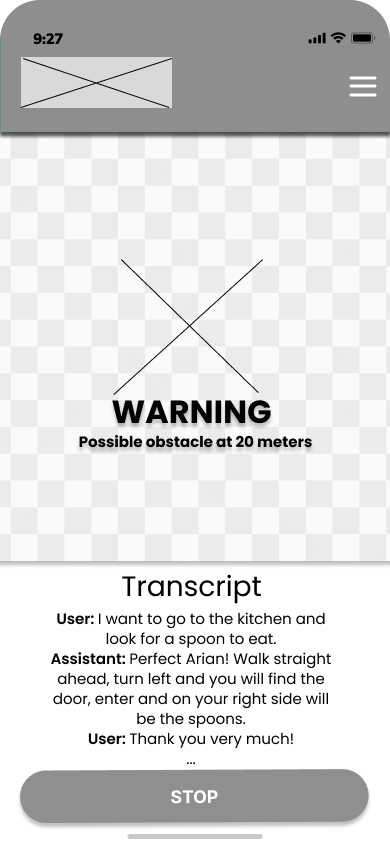 9:27
WARNING
Possible obstacle at 20 meters
Transcript
User: I want to go to the kitchen and
look for a spoon to eat.
Assistant: Perfect Arian! Walk straight
ahead, turn left and you will find the
door, enter and on your right side will
be the spoons.
User: Thank you very much!
...
STOP